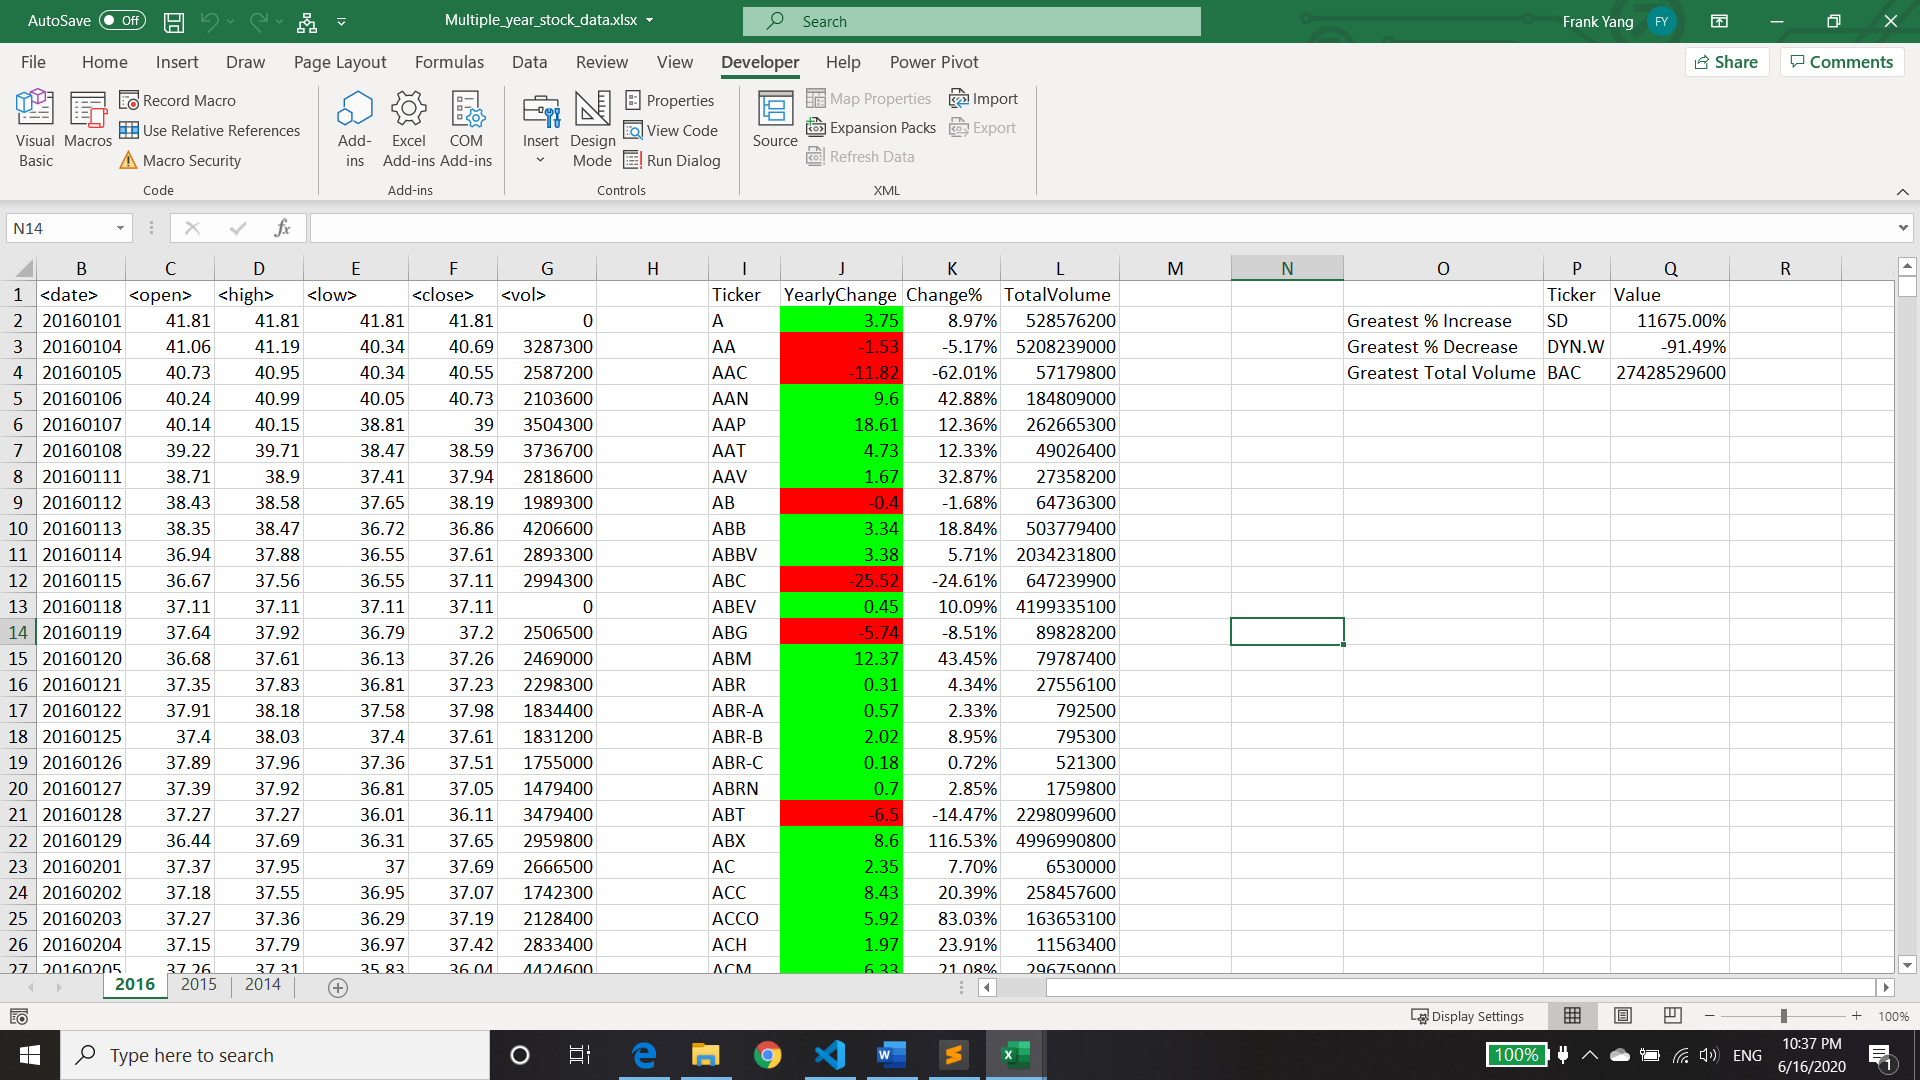 AutoSave Off Multiple_year_stock_data.xlsx Search Frank Yang FY
File Home Insert Draw Page Layout Formulas Data Review View Developer Help Power Pivot Share Comments
Visual Basic
Macros
Record Macro
Use Relative References
Macro Security
Code
Add-ins
Excel Add-ins
COM Add-ins
Add-ins
Insert
Design Mode
Properties
View Code
Run Dialog
Controls
Source
Map Properties
Expansion Packs
Refresh Data
Import
Export
XML
N14 fx
B C D E F G H I J K L M N O P Q R
1 <date> <open> <high> <low> <close> <vol> Ticker YearlyChange Change% TotalVolume Ticker Value
2 20160101 41.81 41.81 41.81 41.81 0 A 3.75 8.97% 528576200 Greatest % Increase SD 11675.00%
3 20160104 41.06 41.19 40.34 40.69 3287300 AA -1.53 -5.17% 5208239000 Greatest % Decrease DYN.W -91.49%
4 20160105 40.73 40.95 40.34 40.55 2587200 AAC -11.82 -62.01% 57179800 Greatest Total Volume BAC 27428529600
5 20160106 40.24 40.99 40.05 40.73 2103600 AAN 9.6 42.88% 184809000
6 20160107 40.14 40.15 38.81 39 3504300 AAP 18.61 12.36% 262665300
7 20160108 39.22 39.71 38.47 38.59 3736700 AAT 4.73 12.33% 49026400
8 20160111 38.71 38.9 37.41 37.94 2818600 AAV 1.67 32.87% 27358200
9 20160112 38.43 38.58 37.65 38.19 1989300 AB -0.4 -1.68% 64736300
10 20160113 38.35 38.47 36.72 36.86 4206600 ABB 3.34 18.84% 503779400
11 20160114 36.94 37.88 36.55 37.61 2893300 ABBV 3.38 5.71% 2034231800
12 20160115 36.67 37.56 36.55 37.11 2994300 ABC -25.52 -24.61% 647239900
13 20160118 37.11 37.11 37.11 37.11 0 ABEV 0.45 10.09% 4199335100
14 20160119 37.64 37.92 36.79 37.2 2506500 ABG -5.74 -8.51% 89828200
15 20160120 36.68 37.61 36.13 37.26 2469000 ABM 12.37 43.45% 79787400
16 20160121 37.35 37.83 36.81 37.23 2298300 ABR 0.31 4.34% 27556100
17 20160122 37.91 38.18 37.58 37.98 1834400 ABR-A 0.57 2.33% 792500
18 20160125 37.4 38.03 37.4 37.61 1831200 ABR-B 2.02 8.95% 795300
19 20160126 37.89 37.96 37.36 37.51 1755000 ABR-C 0.18 0.72% 521300
20 20160127 37.39 37.92 36.81 37.05 1479400 ABRN 0.7 2.85% 1759800
21 20160128 37.27 37.27 36.01 36.11 3479400 ABT -6.5 -14.47% 2298099600
22 20160129 36.44 37.69 36.31 37.65 2959800 ABX 8.6 116.53% 4996990800
23 20160201 37.37 37.95 37 37.69 2666500 AC 2.35 7.70% 6530000
24 20160202 37.18 37.55 36.95 37.07 1742300 ACC 8.43 20.39% 258457600
25 20160203 37.27 37.36 36.29 37.19 2128400 ACCO 5.92 83.03% 163653100
26 20160204 37.15 37.79 36.97 37.42 2833400 ACH 1.97 23.91% 11563400
27 20160205 37.26 37.31 35.83 36.04 4424600 ACM 6.33 21.08% 296759000
2016 2015 2014
Display Settings 100%
Type here to search 100% ENG 10:37 PM
6/16/2020 1